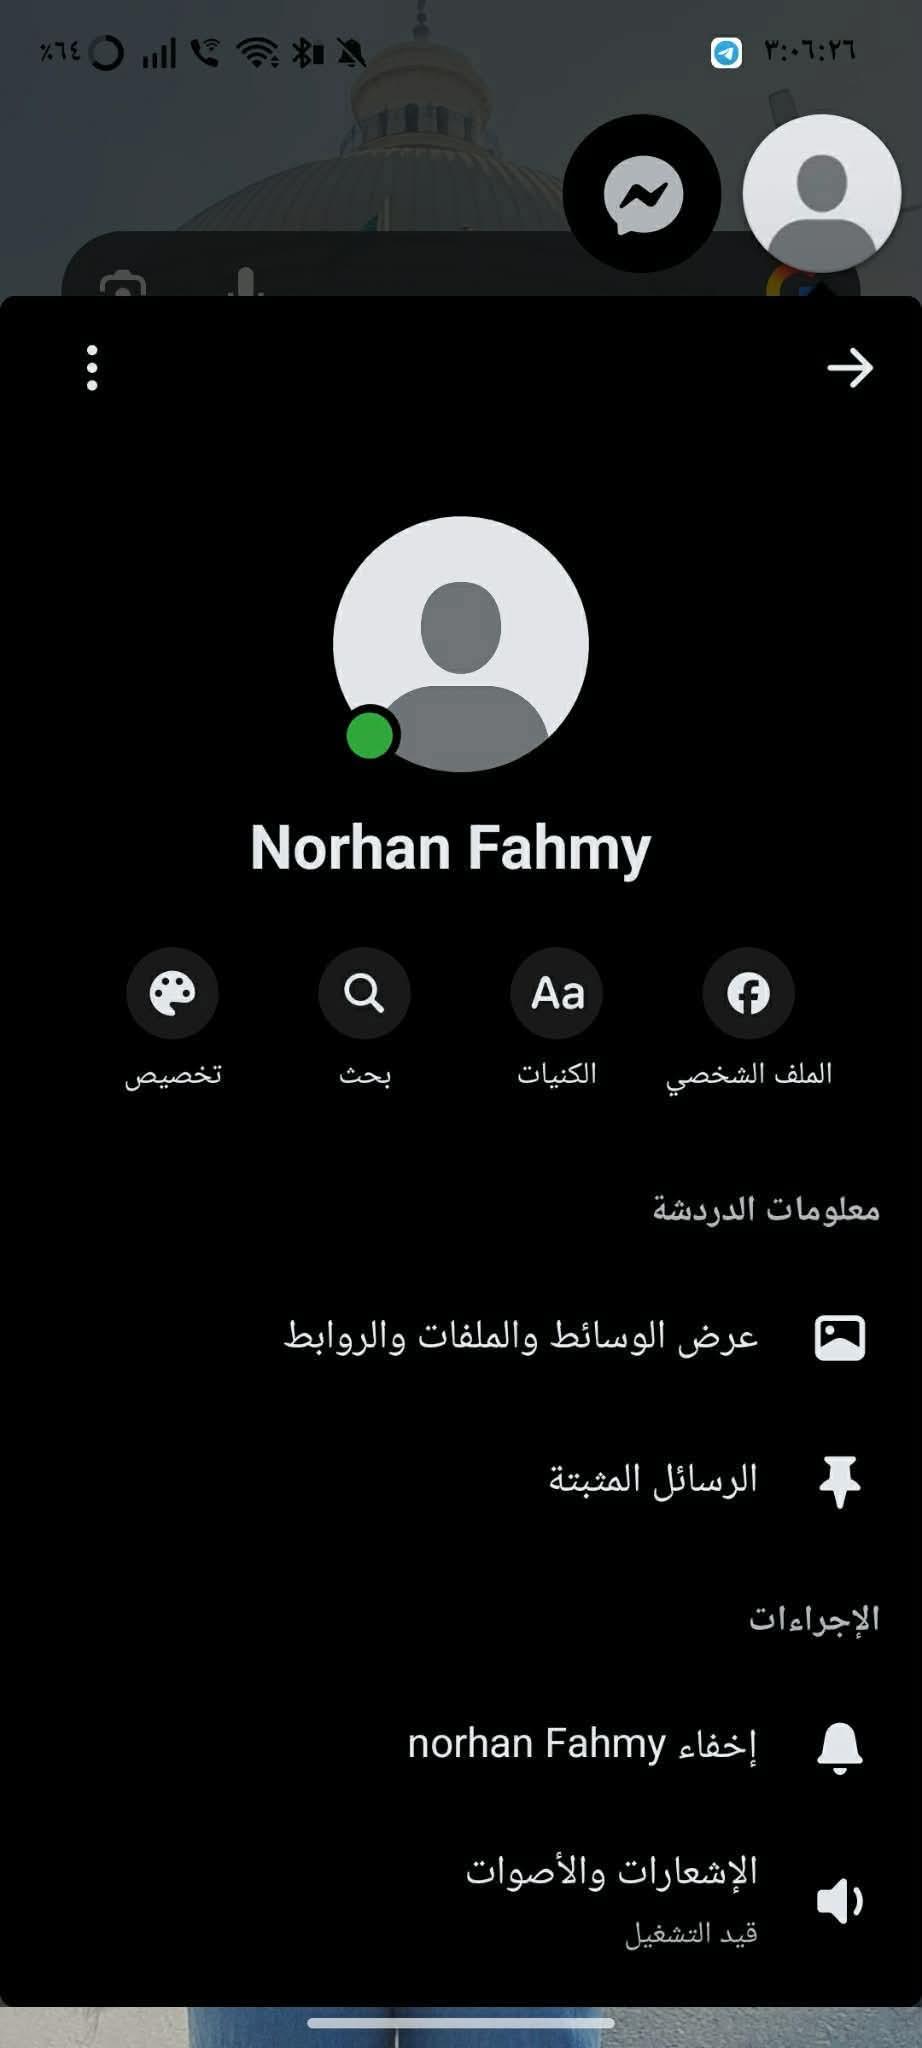 ٣:٠٦:٢٦
٪٦٤
Norhan Fahmy
الملف الشخصي
Aa
الكنيات
بحث
تخصيص
معلومات الدردشة
عرض الوسائط والملفات والروابط
الرسائل المثبتة
الإجراءات
إخفاء norhan Fahmy
الإشعارات والأصوات
قيد التشغيل